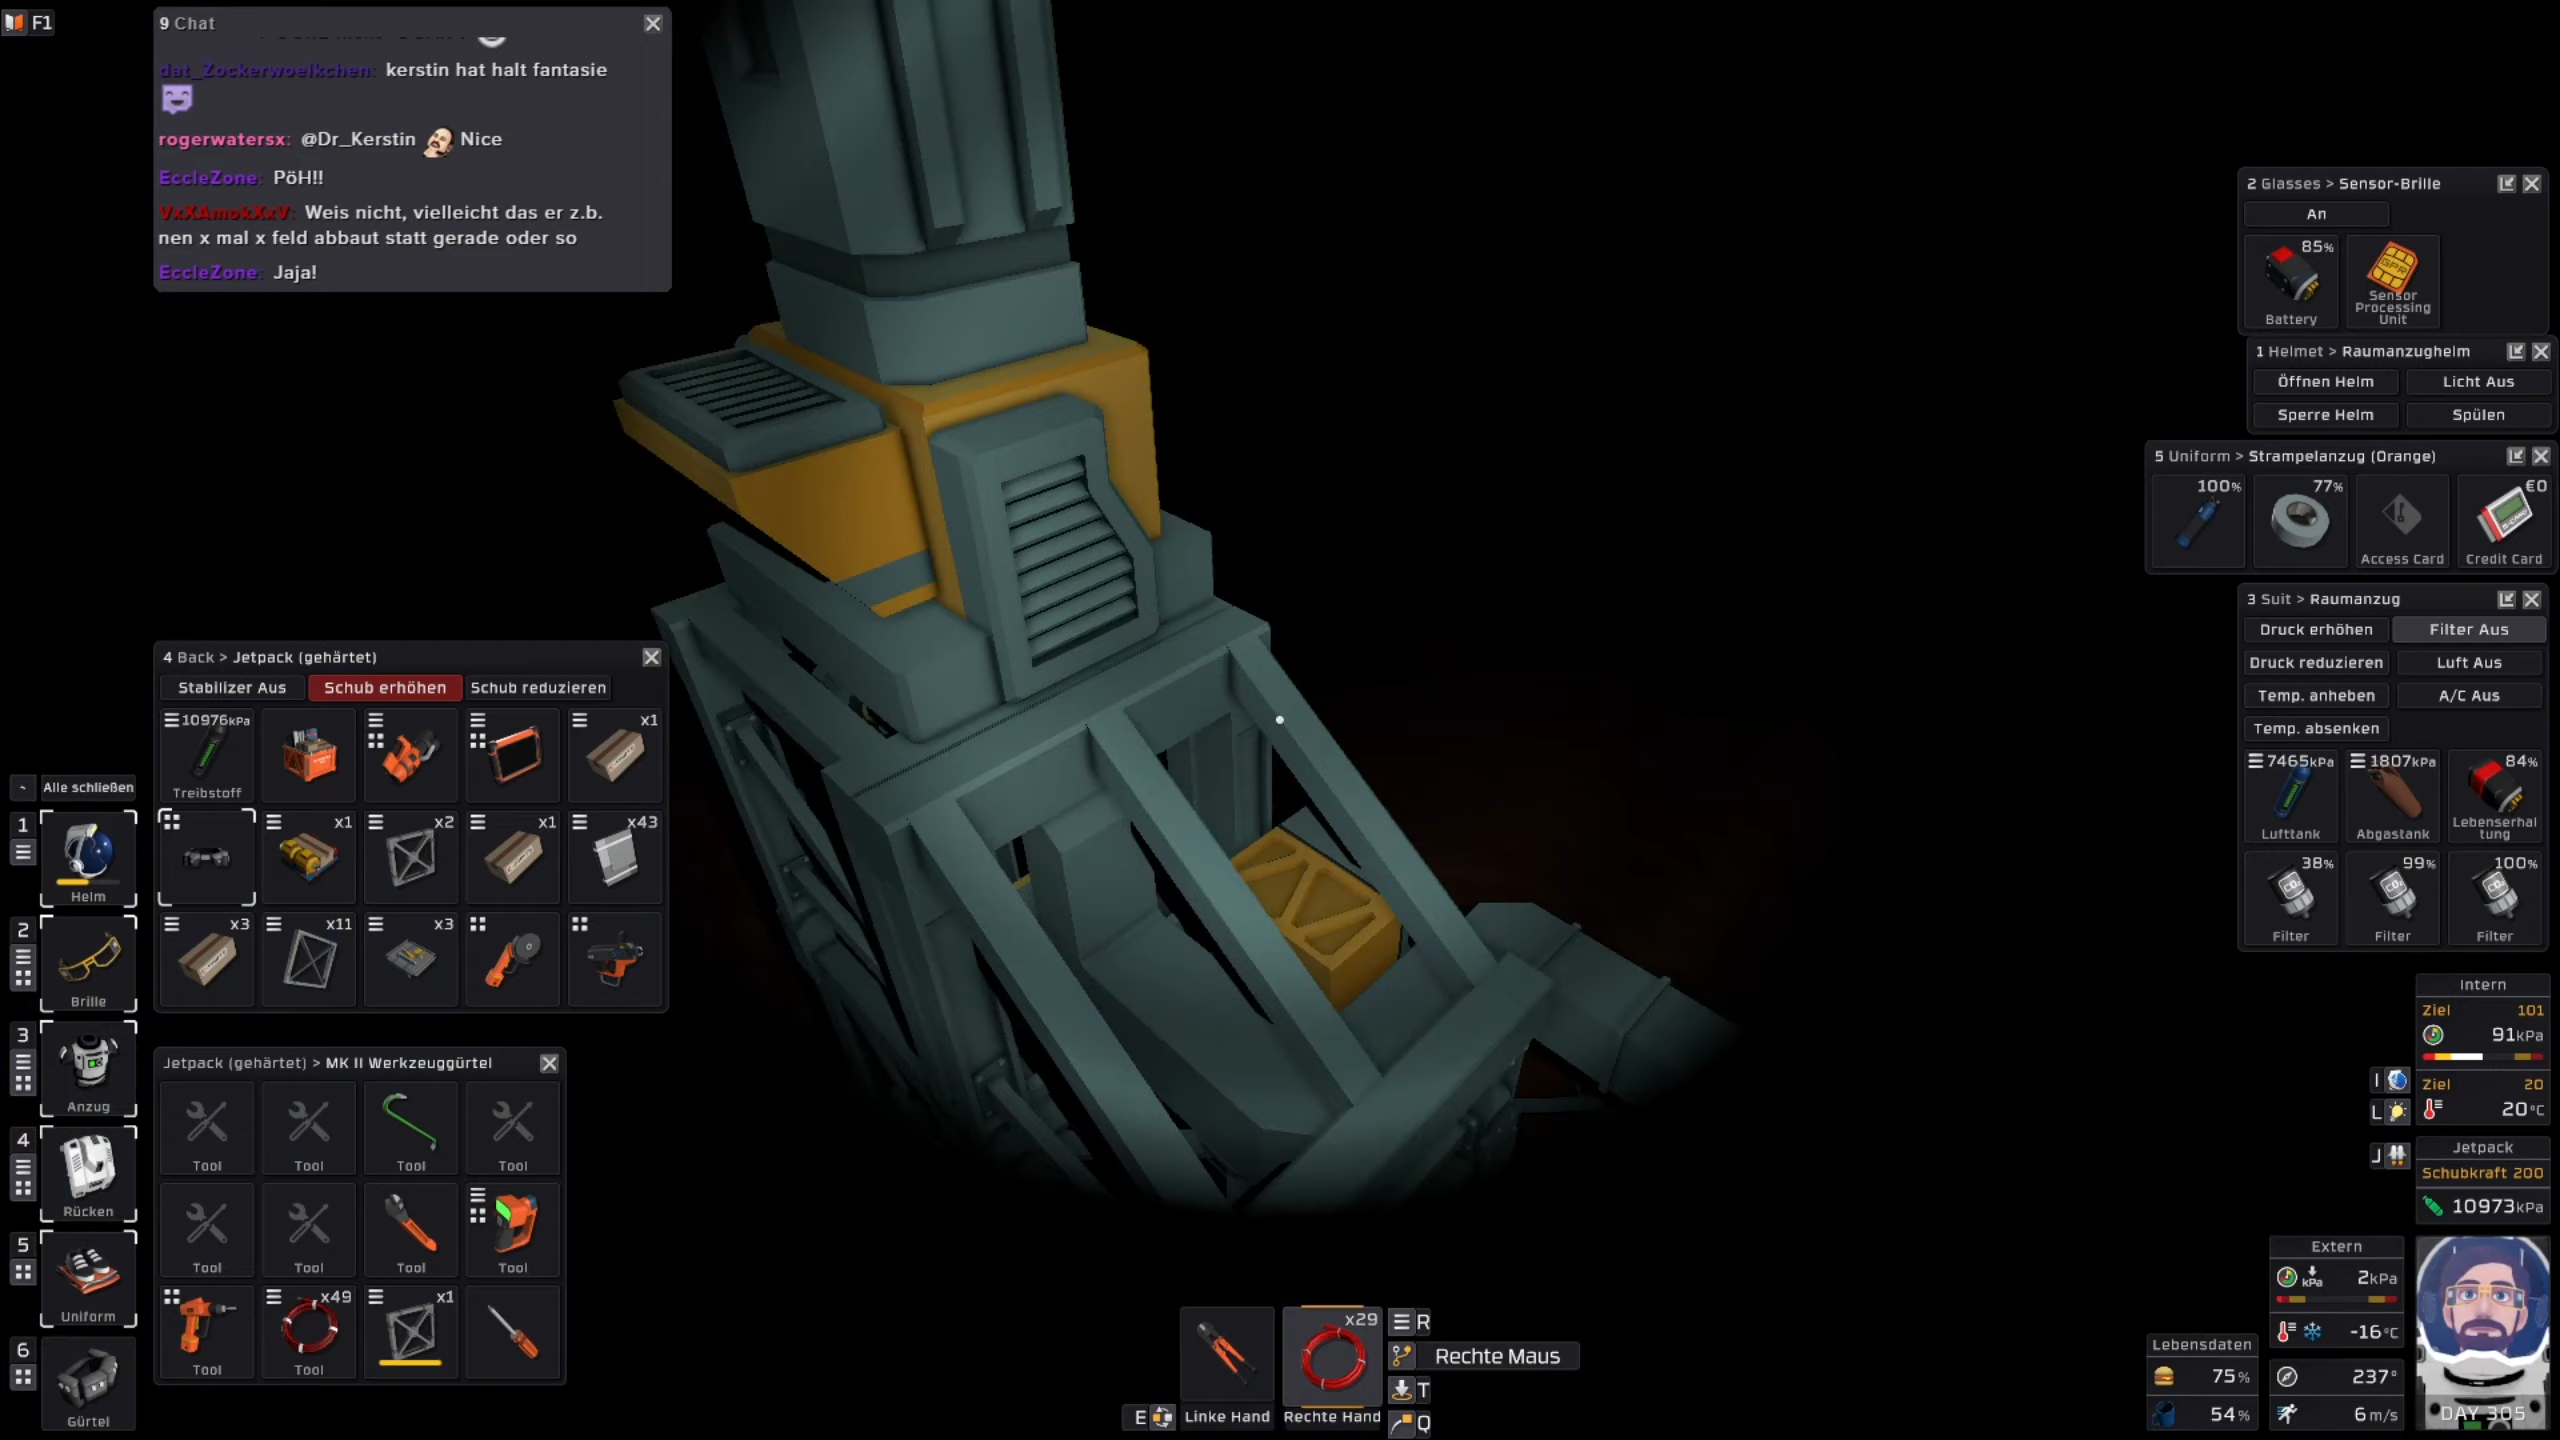 F1
9 Chat
dat_Zockerwoelkchen: kerstin hat halt fantasie
rogerwatersx: @Dr_Kerstin Nice
EccleZone: PöH!!
VxXAmokXxV: Weis nicht, vielleicht das er z.b.
nen x mal x feld abbaut statt gerade oder so
EccleZone: Jaja!
2 Glasses > Sensor-Brille
An
85%
Battery
Sensor
Processing
Unit
1 Helmet > Raumanzughelm
Öffnen Helm
Licht Aus
Sperre Helm
Spülen
5 Uniform > Strampelanzug (Orange)
100%
77%
€0
Access Card
Credit Card
3 Suit > Raumanzug
Druck erhöhen
Filter Aus
Druck reduzieren
Luft Aus
Temp. anheben
A/C Aus
Temp. absenken
7465kPa
1807kPa
84%
Lufttank
Abgastank
Lebenserhal
tung
38%
99%
100%
Filter
Filter
Filter
4 Back > Jetpack (gehärtet)
Stabilizer Aus
Schub erhöhen
Schub reduzieren
10976kPa
x1
Treibstoff
x1
x2
x1
x43
x3
x11
x3
Jetpack (gehärtet) > MK II Werkzeuggürtel
Tool
Tool
Tool
Tool
Tool
Tool
Tool
Tool
x49
x1
Tool
Tool
~
Alle schließen
1
Helm
2
Brille
3
Anzug
4
Rücken
5
Uniform
6
Gürtel
x29
R
Rechte Maus
T
E
Linke Hand
Rechte Hand
Q
Intern
Ziel 101
91kPa
I
Ziel 20
L
20°C
Jetpack
J
Schubkraft 200
10973kPa
Extern
kPa
2kPa
-16°C
Lebensdaten
75%
237°
54%
6m/s
DAY 305